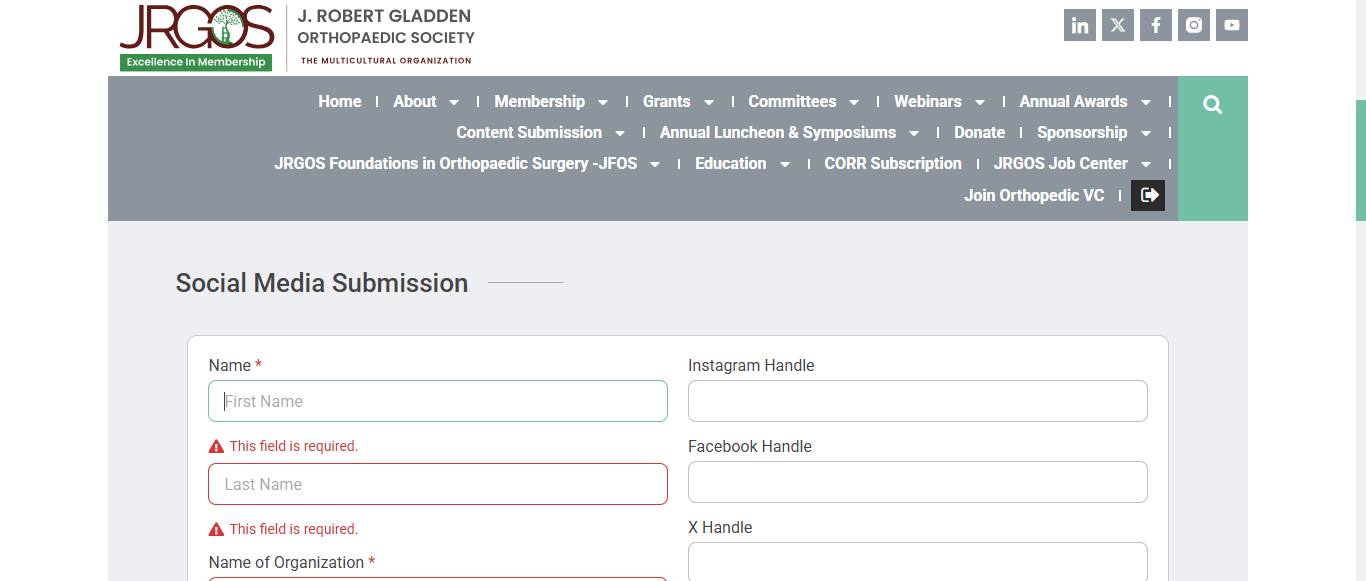 JRGOS
Excellence In Membership
J. ROBERT GLADDEN
ORTHOPAEDIC SOCIETY
THE MULTICULTURAL ORGANIZATION
Home | About | Membership | Grants | Committees | Webinars | Annual Awards |
Content Submission | Annual Luncheon & Symposiums | Donate | Sponsorship |
JRGOS Foundations in Orthopaedic Surgery -JFOS | Education | CORR Subscription | JRGOS Job Center |
Join Orthopedic VC |
Social Media Submission
Name *
First Name
This field is required.
Last Name
This field is required.
Name of Organization *
Instagram Handle
Facebook Handle
X Handle